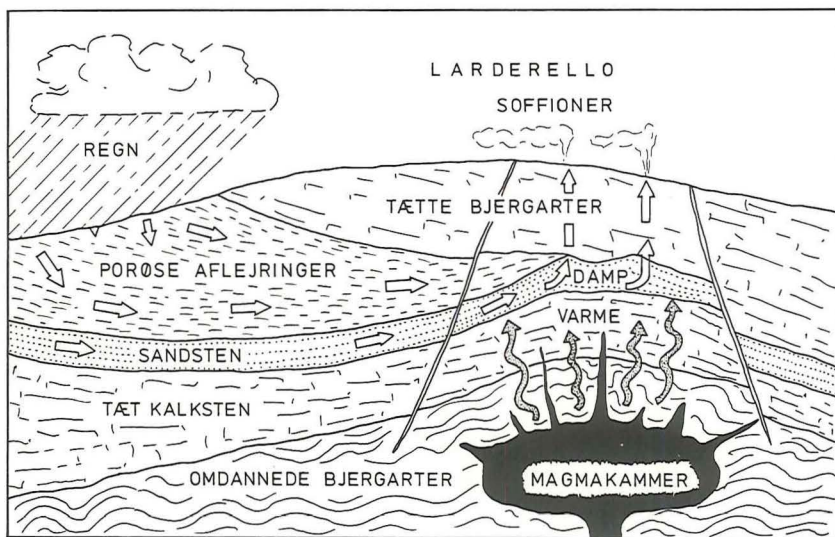 LARDERELLO
SOFFIONER
REGN
TÆTTE BJERGARTER
PORØSE AFLEJRINGER
DAMP
VARME
SANDSTEN
TÆT KALKSTEN
OMDANNEDE BJERGARTER
MAGMAKAMMER